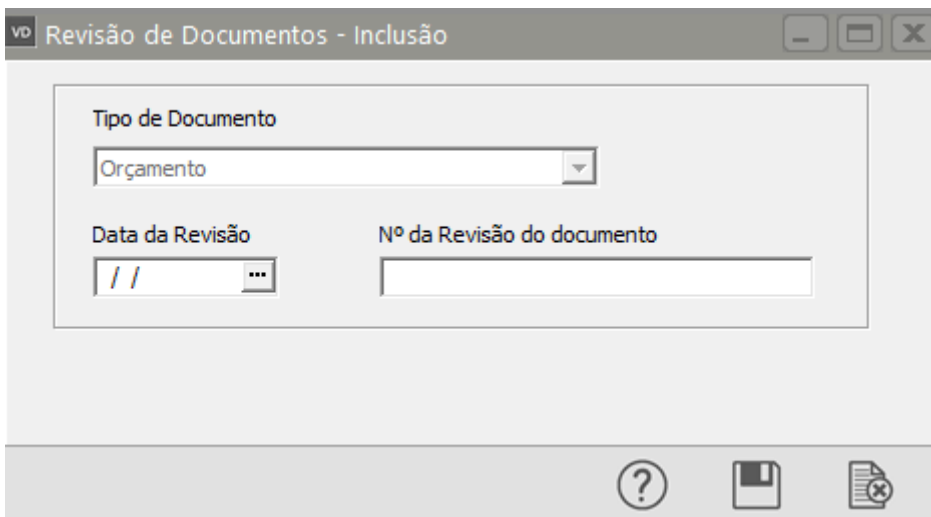 VD Revisão de Documentos - Inclusão
Tipo de Documento
Orçamento
Data da Revisão Nº da Revisão do documento
/ / ...
?